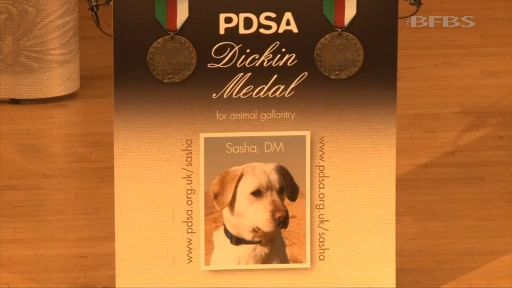 BFBS
PDSA
Dickin
Medal
for animal gallantry
Sasha, DM
www.pdsa.org.uk/sasha
www.pdsa.org.uk/sasha